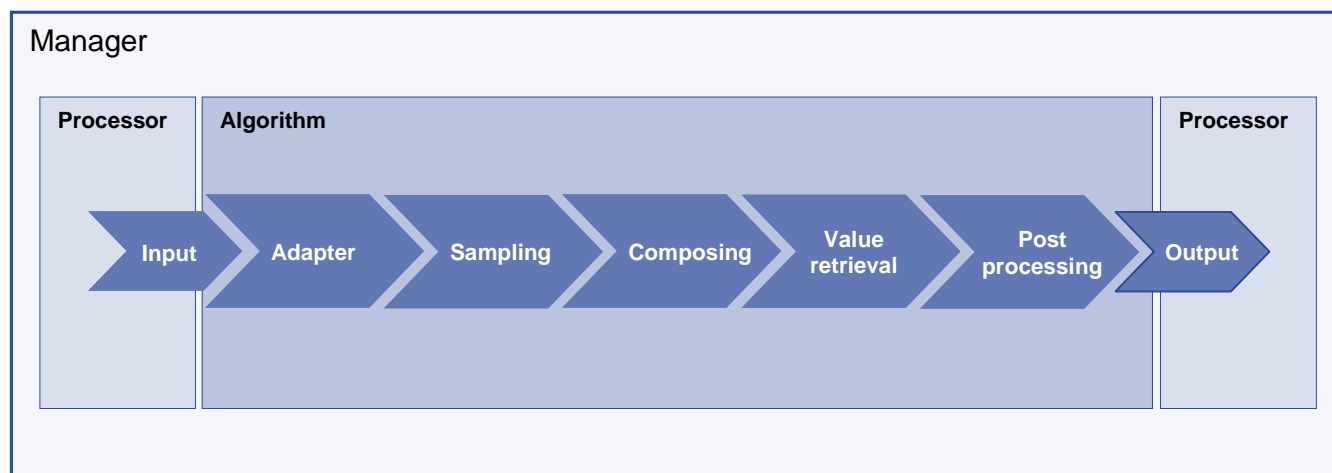 Manager
Processor
Algorithm
Processor
Input
Adapter
Sampling
Composing
Value
retrieval
Post
processing
Output